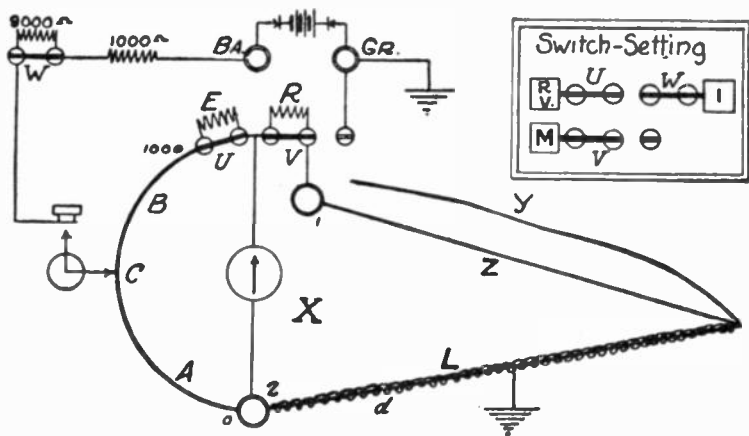 9000 Ω
1000 Ω
BA.
GR.
W
Switch-Setting
R V.
U
W
I
M
V
E
R
1000
U
V
B
1
y
Z
C
X
A
L
2
0
d